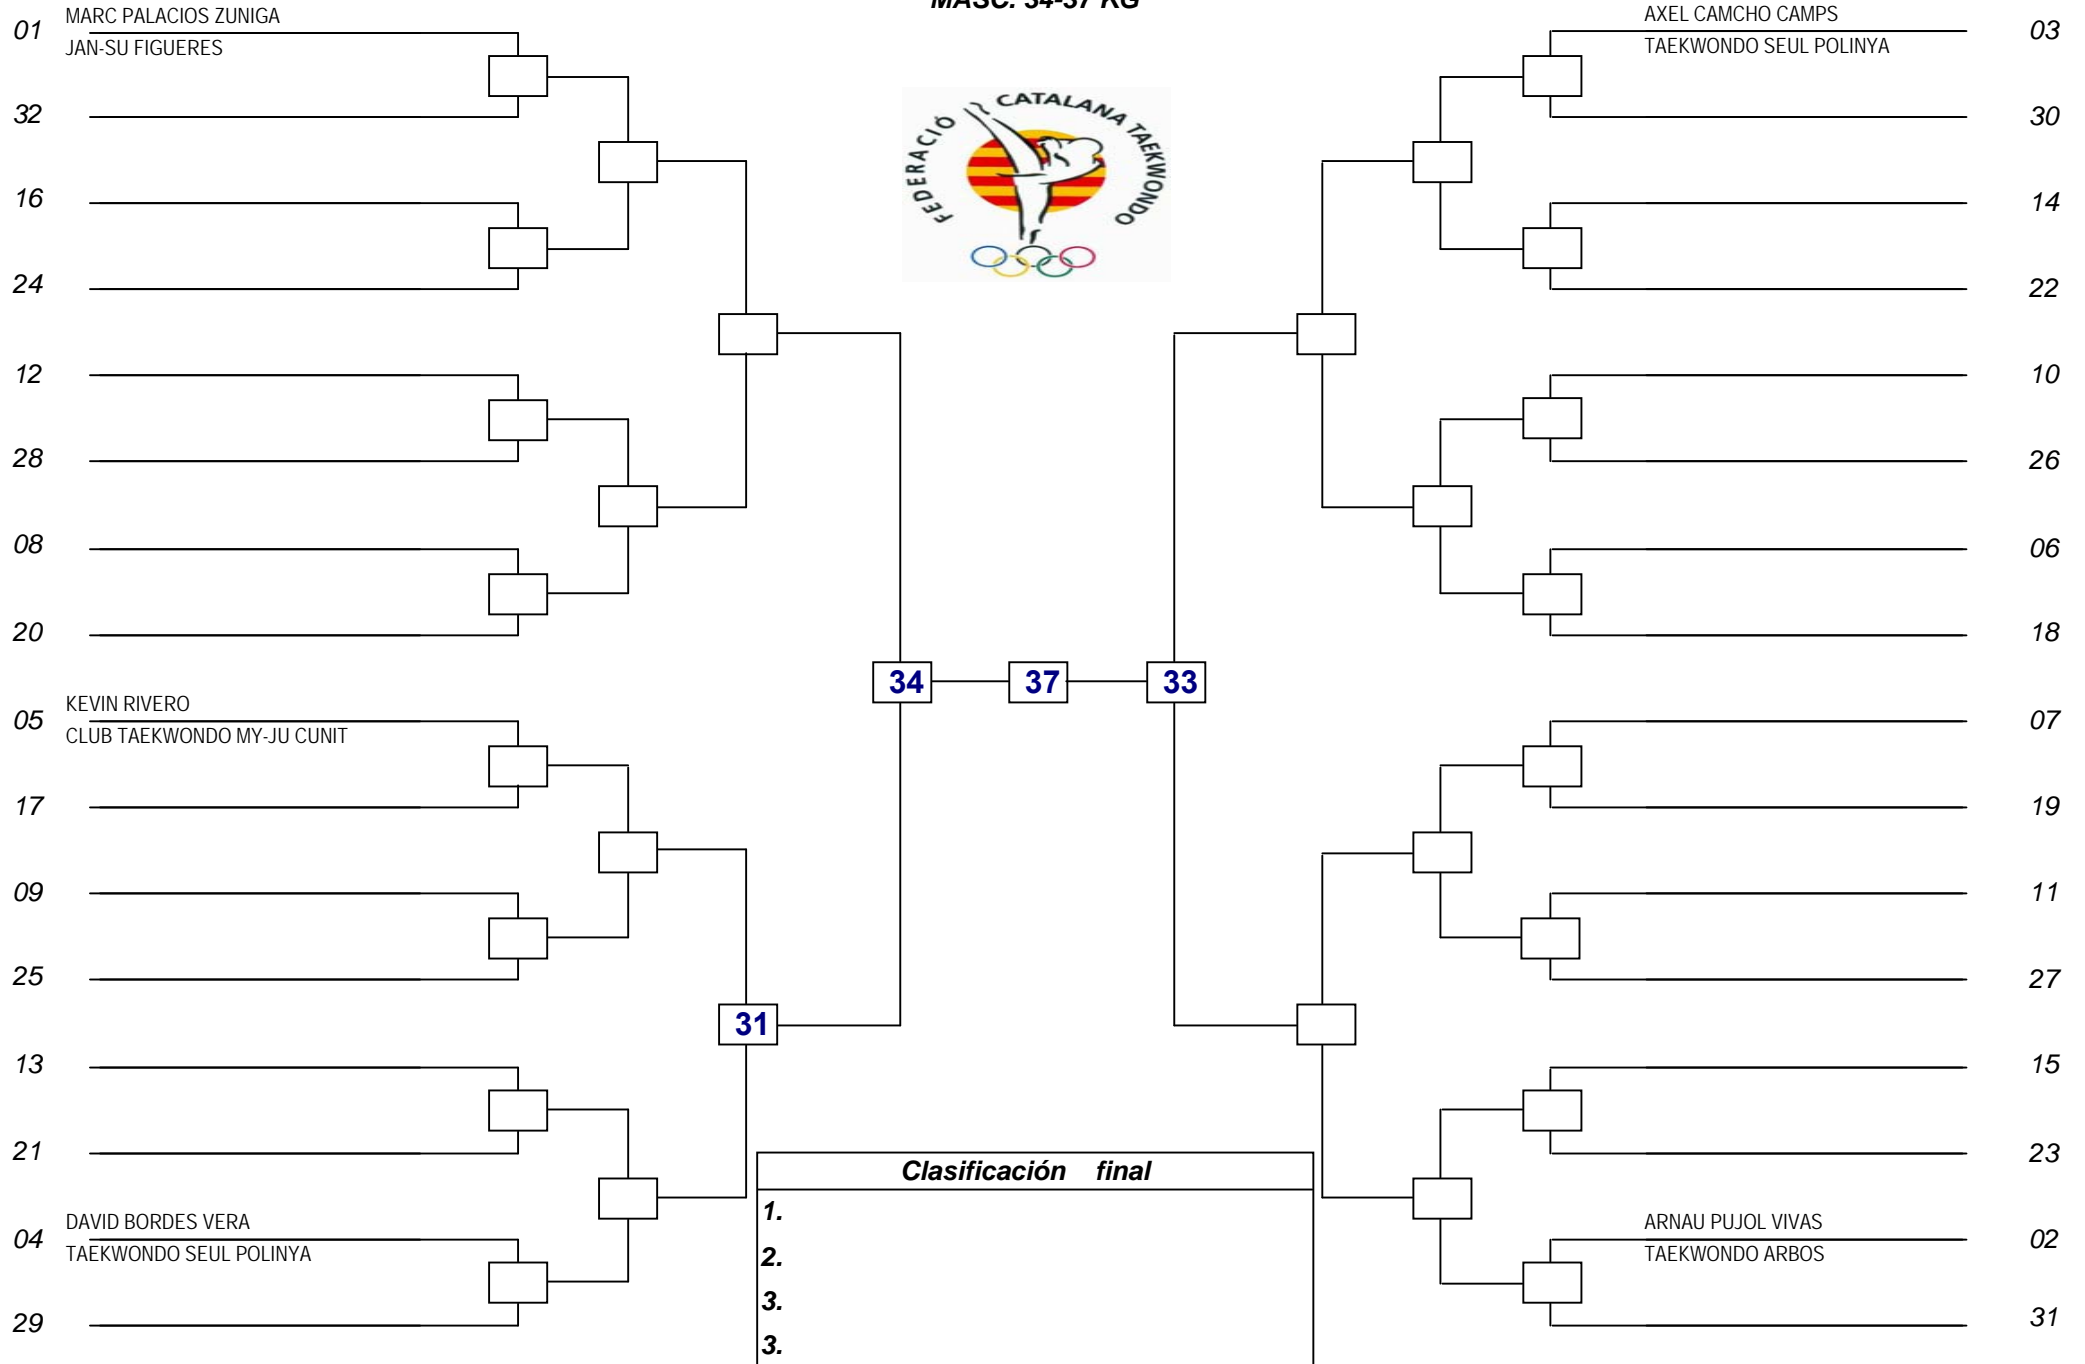 MASC. 34-37 KG
FEDERACIÓ CATALANA TAEKWONDO
01 MARC PALACIOS ZUNIGA
JAN-SU FIGUERES
32
16
24
12
28
08
20
05 KEVIN RIVERO
CLUB TAEKWONDO MY-JU CUNIT
17
09
25
13
21
04 DAVID BORDES VERA
TAEKWONDO SEUL POLINYA
29
31
34
37
33
AXEL CAMCHO CAMPS 03
TAEKWONDO SEUL POLINYA
30
14
22
10
26
06
18
07
19
11
27
15
23
ARNAU PUJOL VIVAS 02
TAEKWONDO ARBOS
31
Clasificación final
1.
2.
3.
3.